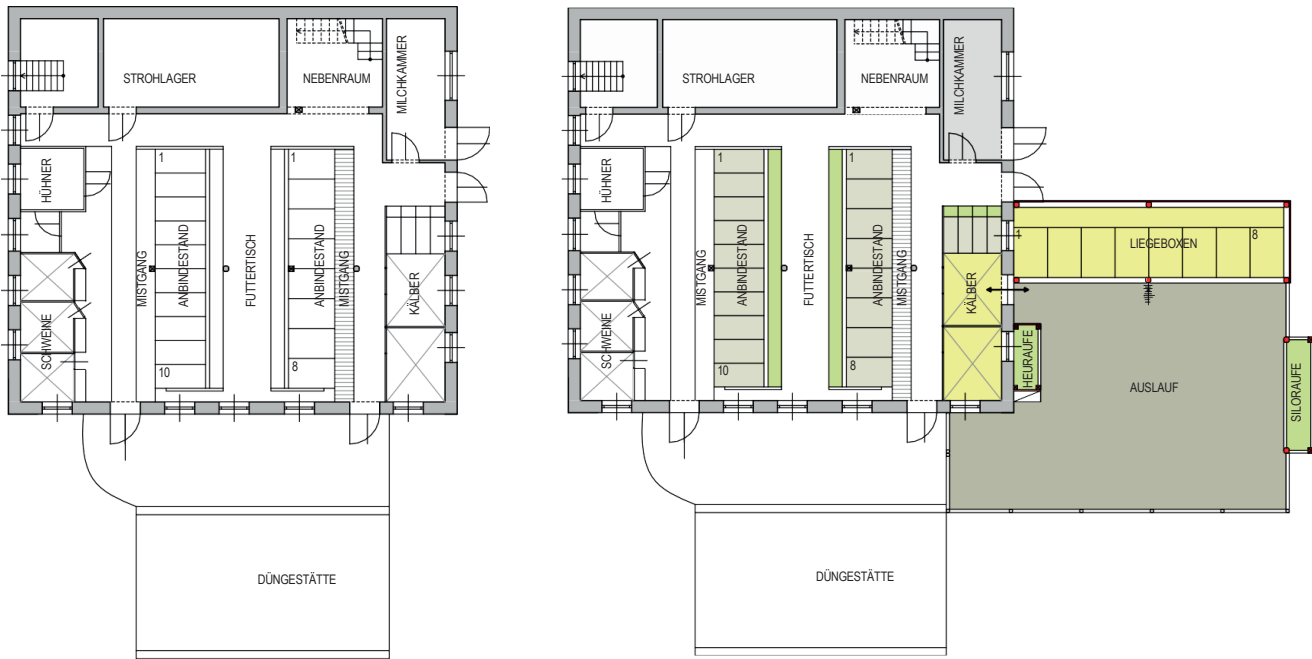 STROHLAGER
NEBENRAUM
MILCHKAMMER
HÜHNER
SCHWEINE
MISTGANG
1
ANBINDESTAND
10
FUTTERTISCH
1
ANBINDESTAND
8
MISTGANG
KÄLBER
DÜNGESTÄTTE
STROHLAGER
NEBENRAUM
MILCHKAMMER
HÜHNER
SCHWEINE
MISTGANG
1
ANBINDESTAND
10
FUTTERTISCH
1
ANBINDESTAND
8
MISTGANG
KÄLBER
1
LIEGEBOXEN
8
HEURAUFE
AUSLAUF
SILORAUFE
DÜNGESTÄTTE